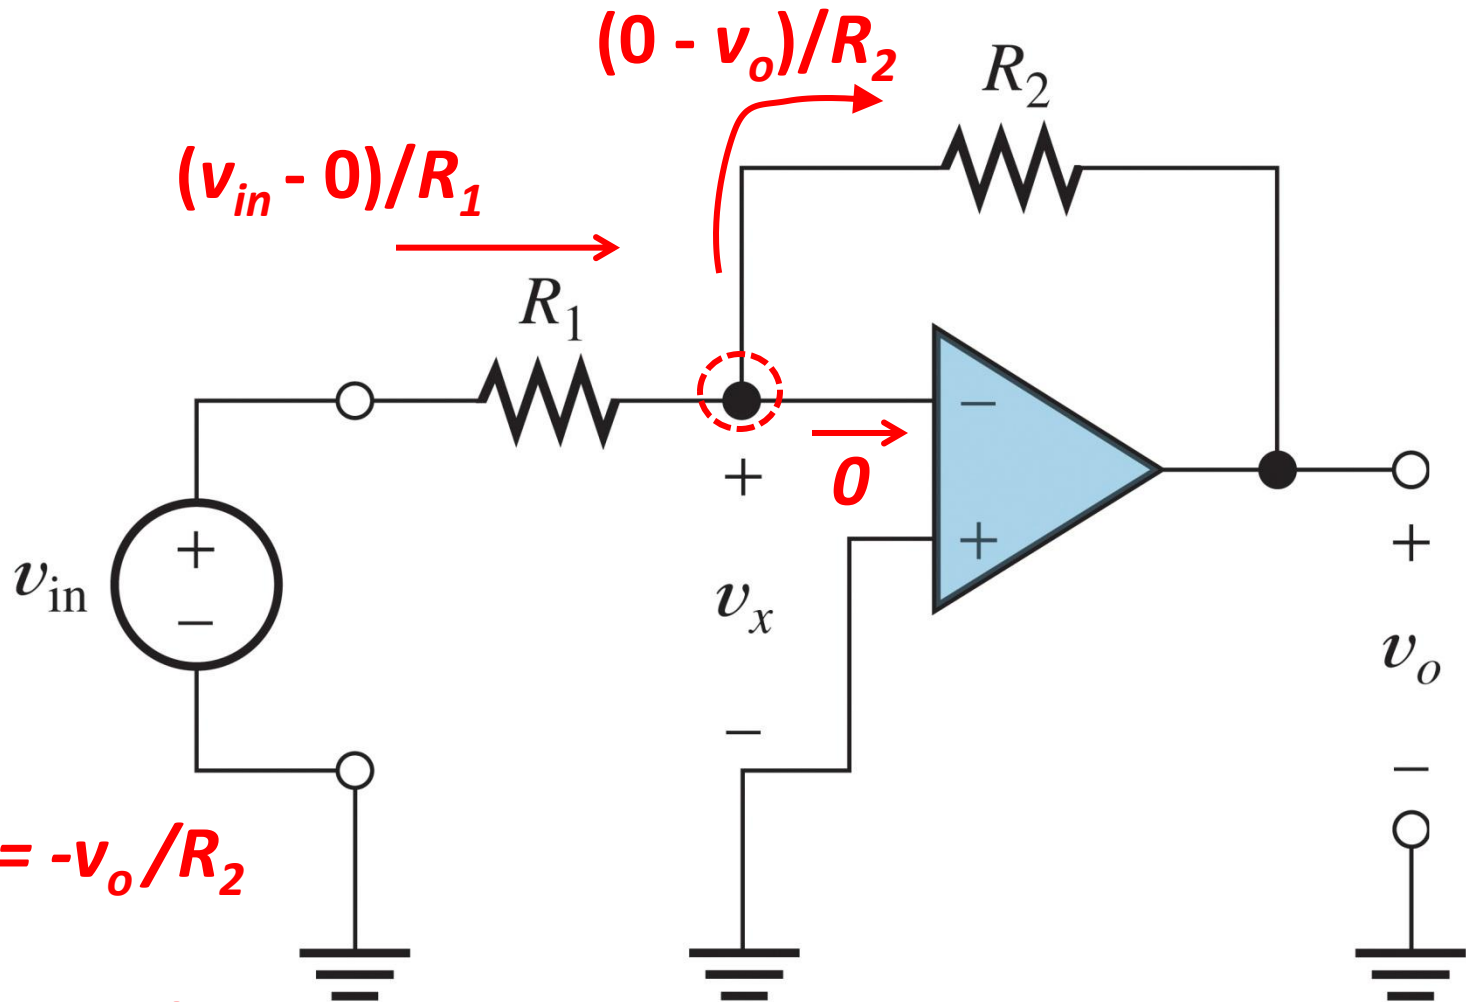 (0 - vₒ)/R₂
R₂
(vᵢₙ - 0)/R₁
R₁
−
+
0
+
+
+
vᵢₙ
−
vₓ
vₒ
−
−
= -vₒ/R₂